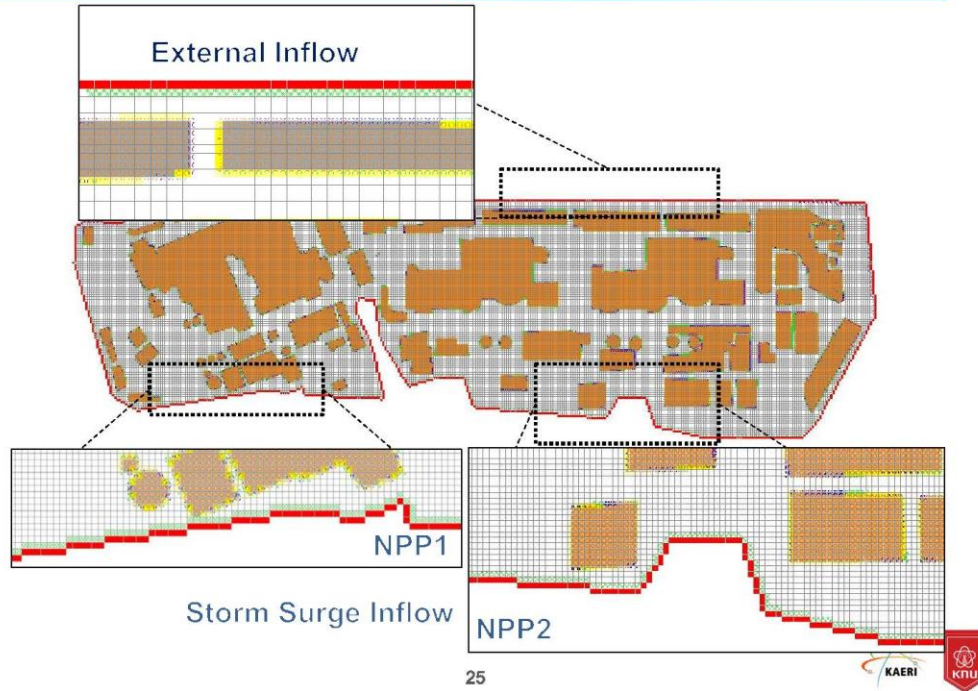 External Inflow
NPP1
Storm Surge Inflow
NPP2
25
KAERI
KNU